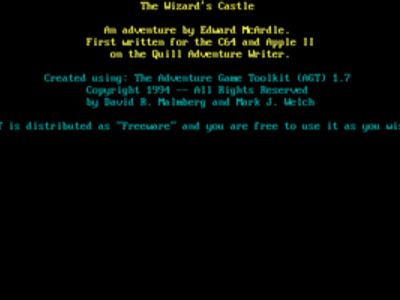 The Wizard's Castle
An adventure by Edward McArdle.
First written for the C64 and Apple II
on the Quill Adventure Writer.
Created using: The Adventure Game Toolkit (AGT) 1.7
Copyright 1994 -- All Rights Reserved
by David R. Malmberg and Mark J. Welch
is distributed as "Freeware" and you are free to use it as you